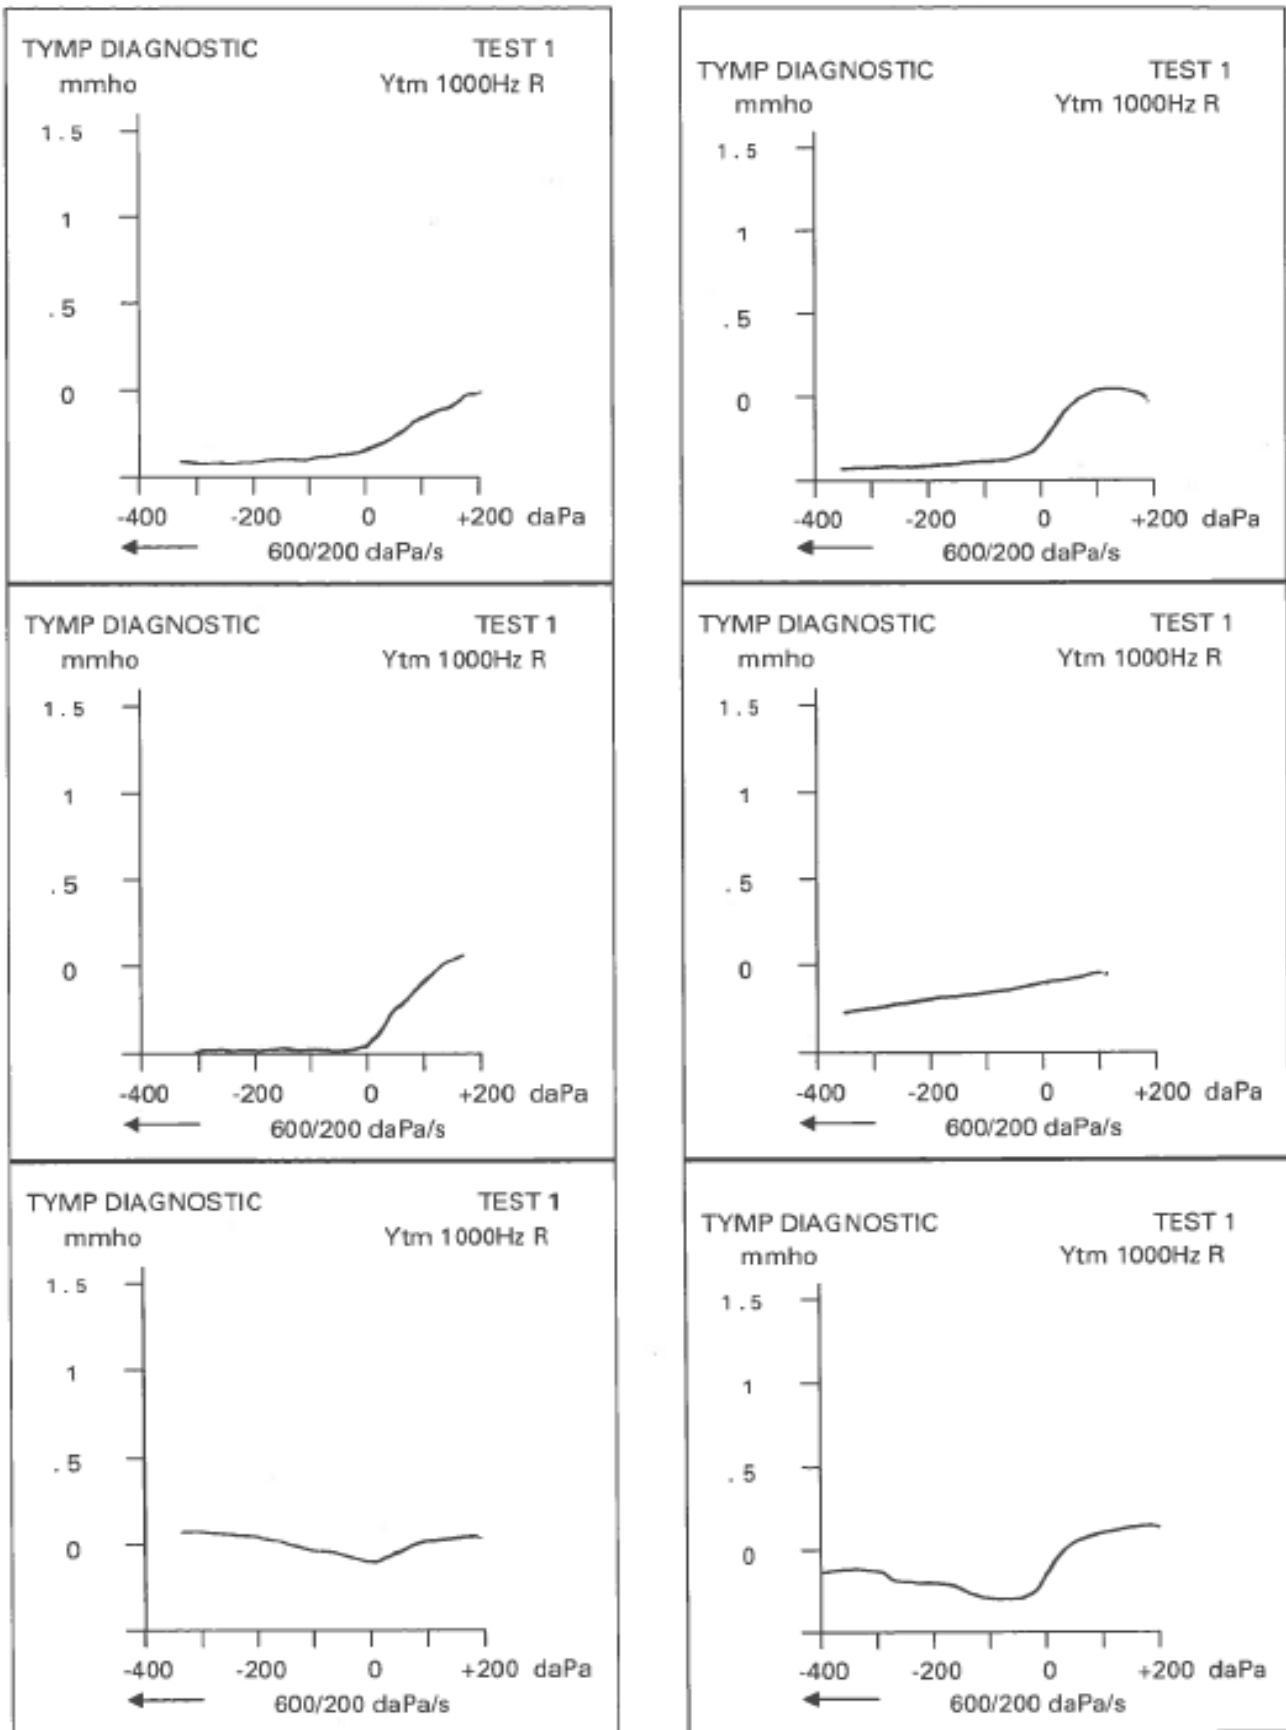 TYMP DIAGNOSTIC TEST 1
mmho Ytm 1000Hz R
1.5
1
.5
0
-400 -200 0 +200 daPa
600/200 daPa/s
TYMP DIAGNOSTIC TEST 1
mmho Ytm 1000Hz R
1.5
1
.5
0
-400 -200 0 +200 daPa
600/200 daPa/s
TYMP DIAGNOSTIC TEST 1
mmho Ytm 1000Hz R
1.5
1
.5
0
-400 -200 0 +200 daPa
600/200 daPa/s
TYMP DIAGNOSTIC TEST 1
mmho Ytm 1000Hz R
1.5
1
.5
0
-400 -200 0 +200 daPa
600/200 daPa/s
TYMP DIAGNOSTIC TEST 1
mmho Ytm 1000Hz R
1.5
1
.5
0
-400 -200 0 +200 daPa
600/200 daPa/s
TYMP DIAGNOSTIC TEST 1
mmho Ytm 1000Hz R
1.5
1
.5
0
-400 -200 0 +200 daPa
600/200 daPa/s